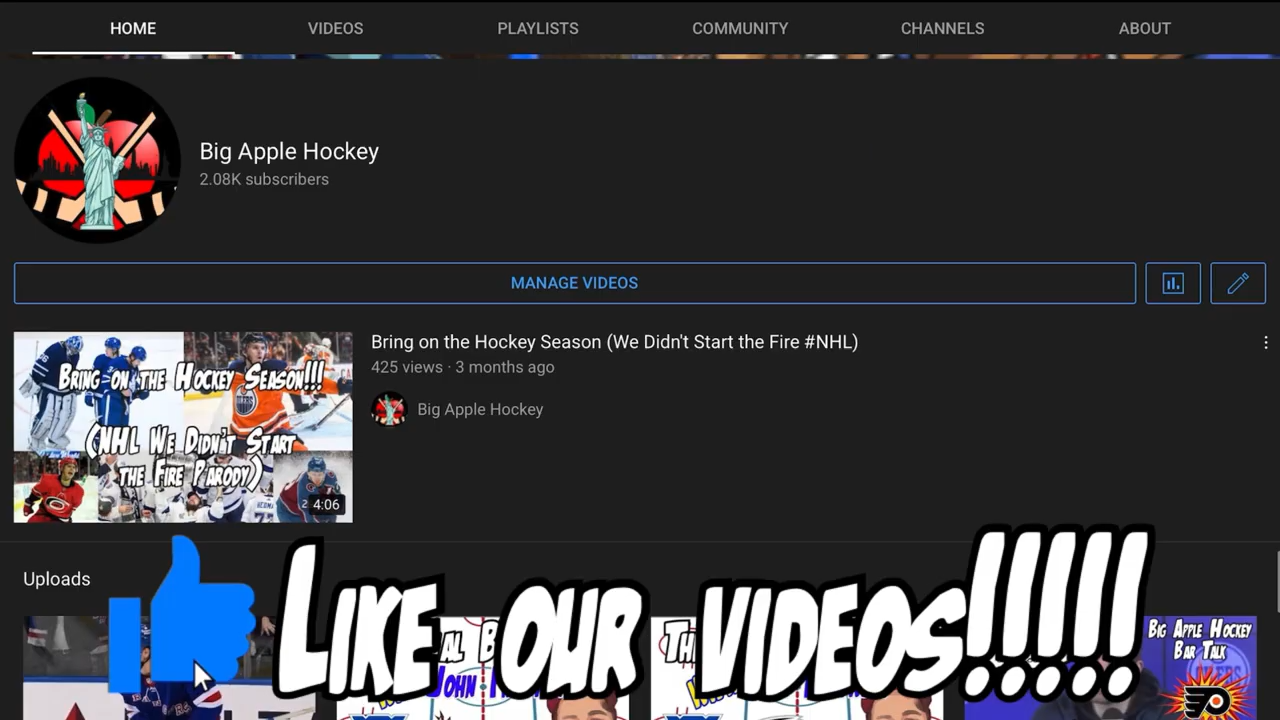 HOME VIDEOS PLAYLISTS COMMUNITY CHANNELS ABOUT
Big Apple Hockey
2.08K subscribers
MANAGE VIDEOS
Bring on the Hockey Season (We Didn't Start the Fire #NHL)
425 views · 3 months ago
Big Apple Hockey
Bring on the Hockey Season!!!
(NHL We Didn't Start
the Fire Parody)
4:06
Uploads
Like our videos!!!!!
Big Apple Hockey
Bar Talk